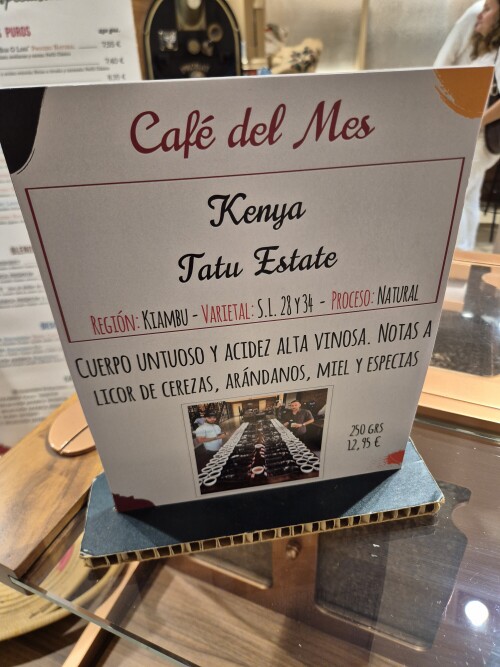 PUROS
Café del Mes
Kenya
Tatu Estate
REGIÓN: KIAMBU - VARIETAL: S.L. 28 Y 34 - PROCESO: NATURAL
CUERPO UNTUOSO Y ACIDEZ ALTA VINOSA. NOTAS A
LICOR DE CEREZAS, ARÁNDANOS, MIEL Y ESPECIAS
250 GRS
12,95 €